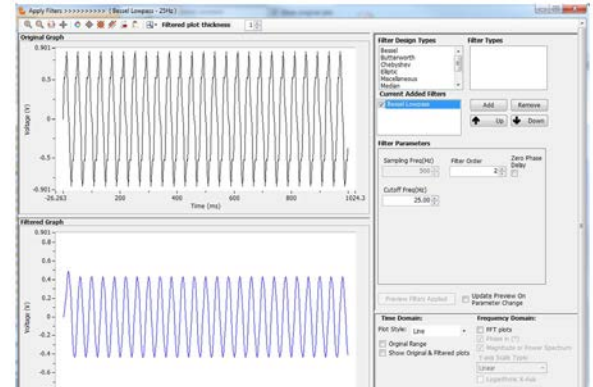 Apply Filters >>>>>>>>>> ( Bessel Lowpass - 25Hz )
Filtered plot thickness 1
Original Graph
0.901
0.5
0
-0.5
-0.901
Voltage (V)
-26.263 200 400 600 800 1024.3
Time (ms)
Filtered Graph
0.901
0.8
0.6
0.4
0.2
0
-0.2
-0.4
-0.6
Voltage (V)
Filter Design Types
Bessel
Butterworth
Chebyshev
Elliptic
Miscellaneous
Median
Filter Types
Current Added Filters
Bessel Lowpass
Add Remove
Up Down
Filter Parameters
Sampling Freq(Hz) Filter Order Zero Phase Delay
500 2
Cutoff Freq(Hz)
25.00
Preview Filters Applied
Update Preview On
Parameter Change
Time Domain:
Plot Style: Line
Orginal Range
Show Original & Filtered plots
Frequency Domain:
FFT plots
Phase in (°)
Magnitude in Power Spectrum
Y axis Scale Type:
Linear
Logarithmic X-Axis